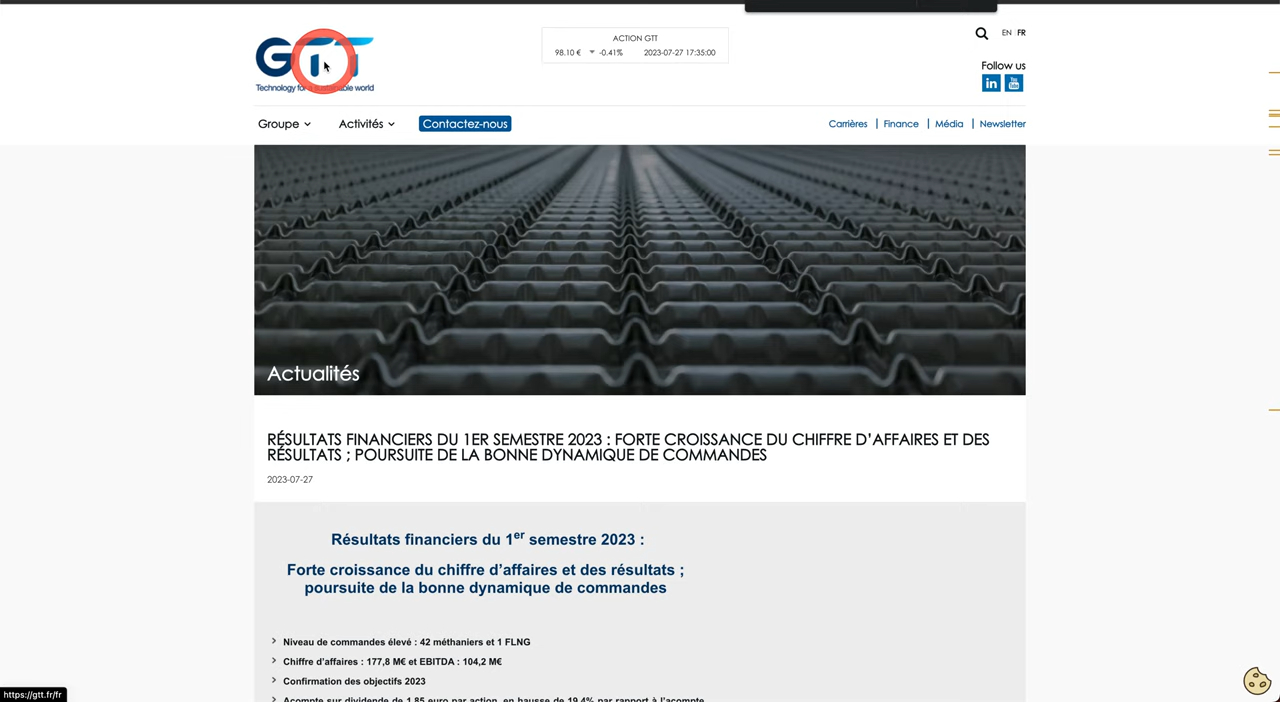 GTT
Technology for a sustainable world
ACTION GTT
98.10 € -0.41% 2023-07-27 17:35:00
EN FR
Follow us
in
You Tube
Groupe Activités Contactez-nous
Carrières | Finance | Média | Newsletter
Actualités
RÉSULTATS FINANCIERS DU 1ER SEMESTRE 2023 : FORTE CROISSANCE DU CHIFFRE D’AFFAIRES ET DES
RÉSULTATS ; POURSUITE DE LA BONNE DYNAMIQUE DE COMMANDES
2023-07-27
Résultats financiers du 1er semestre 2023 :
Forte croissance du chiffre d’affaires et des résultats ;
poursuite de la bonne dynamique de commandes
Niveau de commandes élevé : 42 méthaniers et 1 FLNG
Chiffre d’affaires : 177,8 M€ et EBITDA : 104,2 M€
Confirmation des objectifs 2023
Acompte sur dividende de 1,85 euro par action, en hausse de 19,4% par rapport à l’acompte
https://gtt.fr/fr